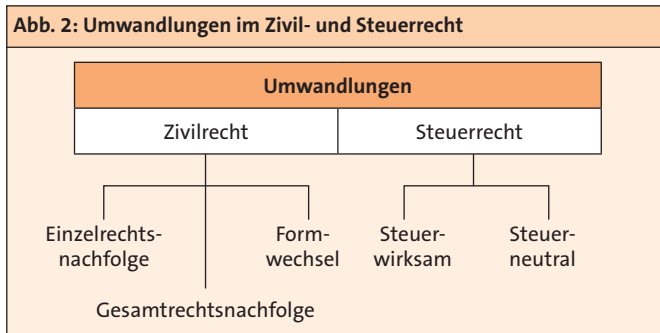 Abb. 2: Umwandlungen im Zivil- und Steuerrecht
Umwandlungen
Zivilrecht
Steuerrecht
Einzelrechts-
nachfolge
Form-
wechsel
Steuer-
wirksam
Steuer-
neutral
Gesamtrechtsnachfolge